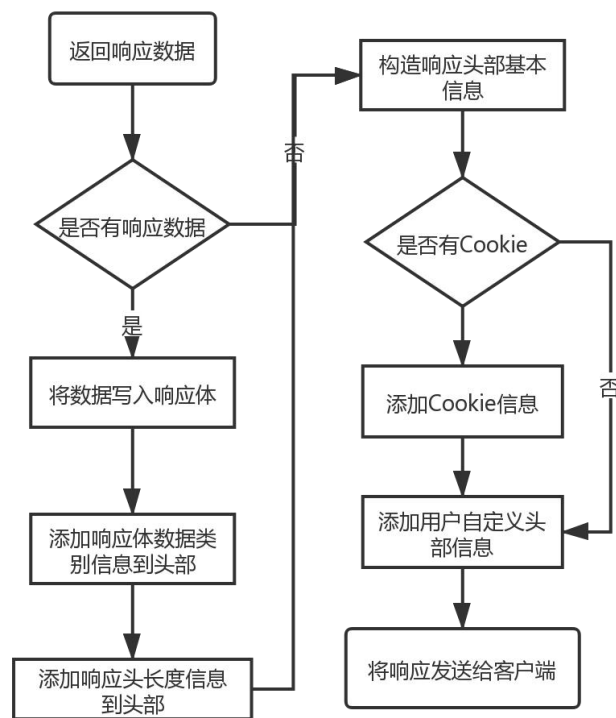 返回响应数据
是否有响应数据
是
将数据写入响应体
添加响应体数据类
别信息到头部
添加响应头长度信息
到头部
否
构造响应头部基本
信息
是否有Cookie
添加Cookie信息
否
添加用户自定义头
部信息
将响应发送给客户端